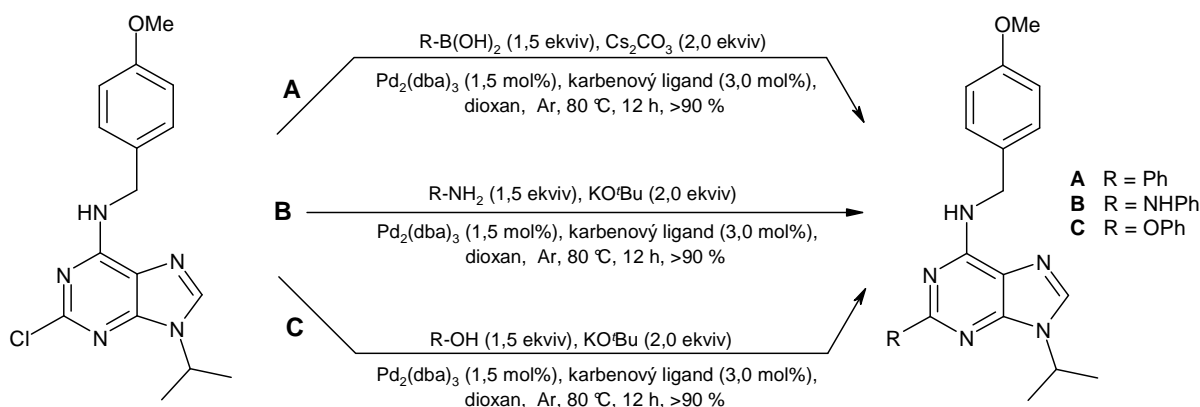 OMe
HN
N
N
N
N
Cl
A
R-B(OH)2 (1,5 ekviv), Cs2CO3 (2,0 ekviv)
Pd2(dba)3 (1,5 mol%), karbenový ligand (3,0 mol%),
dioxan, Ar, 80 °C, 12 h, >90 %
B
R-NH2 (1,5 ekviv), KOtBu (2,0 ekviv)
Pd2(dba)3 (1,5 mol%), karbenový ligand (3,0 mol%),
dioxan, Ar, 80 °C, 12 h, >90 %
C
R-OH (1,5 ekviv), KOtBu (2,0 ekviv)
Pd2(dba)3 (1,5 mol%), karbenový ligand (3,0 mol%),
dioxan, Ar, 80 °C, 12 h, >90 %
OMe
HN
N
N
N
N
R
A R = Ph
B R = NHPh
C R = OPh